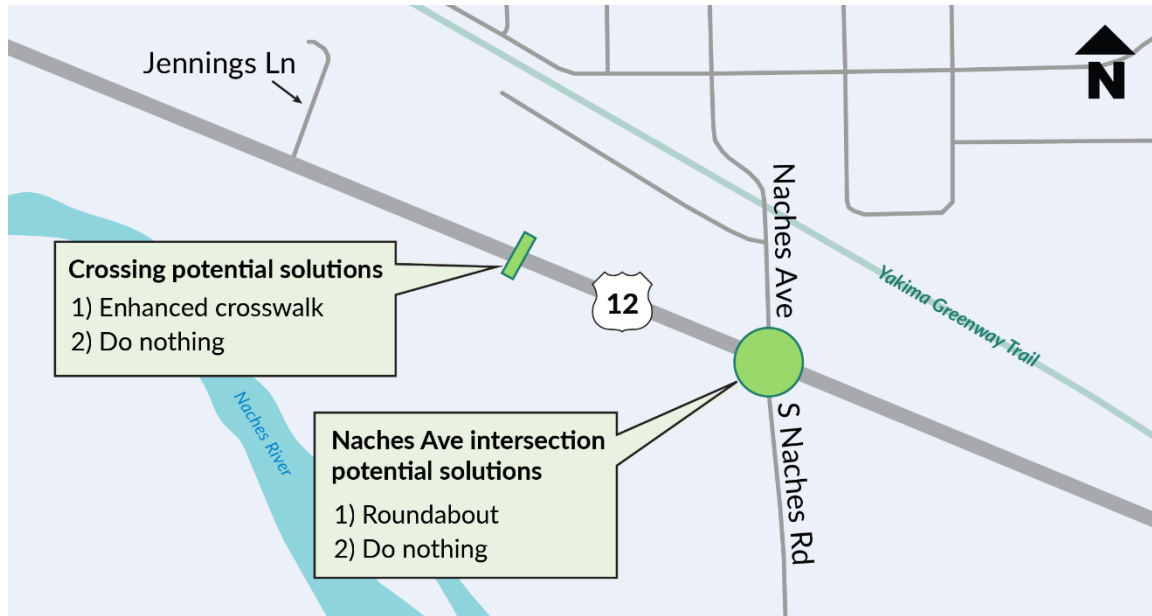 Jennings Ln
N
Naches Ave
Yakima Greenway Trail
Crossing potential solutions
1) Enhanced crosswalk
2) Do nothing
12
Naches River
Naches Ave intersection
potential solutions
1) Roundabout
2) Do nothing
S Naches Rd